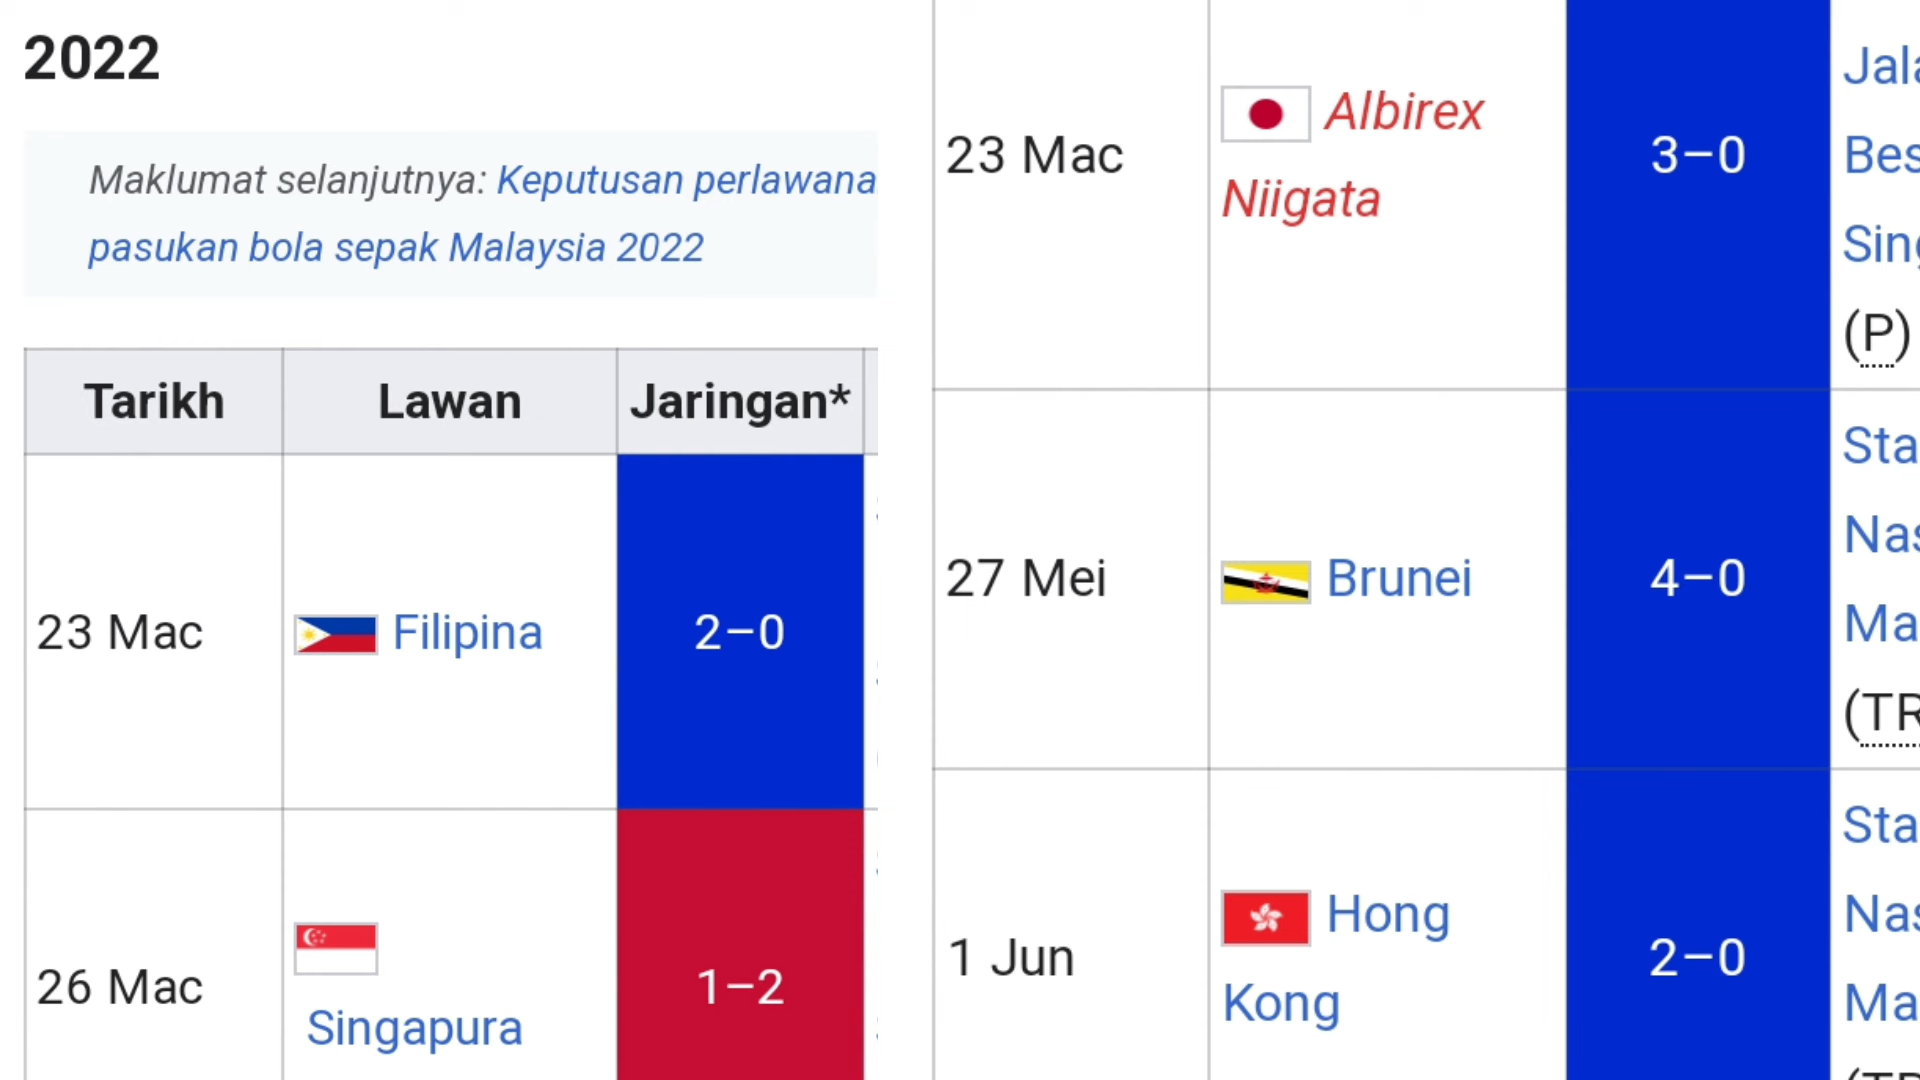 2022
Maklumat selanjutnya: Keputusan perlawana
pasukan bola sepak Malaysia 2022
Tarikh Lawan Jaringan*
23 Mac Filipina 2–0
26 Mac Singapura 1–2
23 Mac Albirex Niigata 3–0
(P)
27 Mei Brunei 4–0
1 Jun Hong Kong 2–0